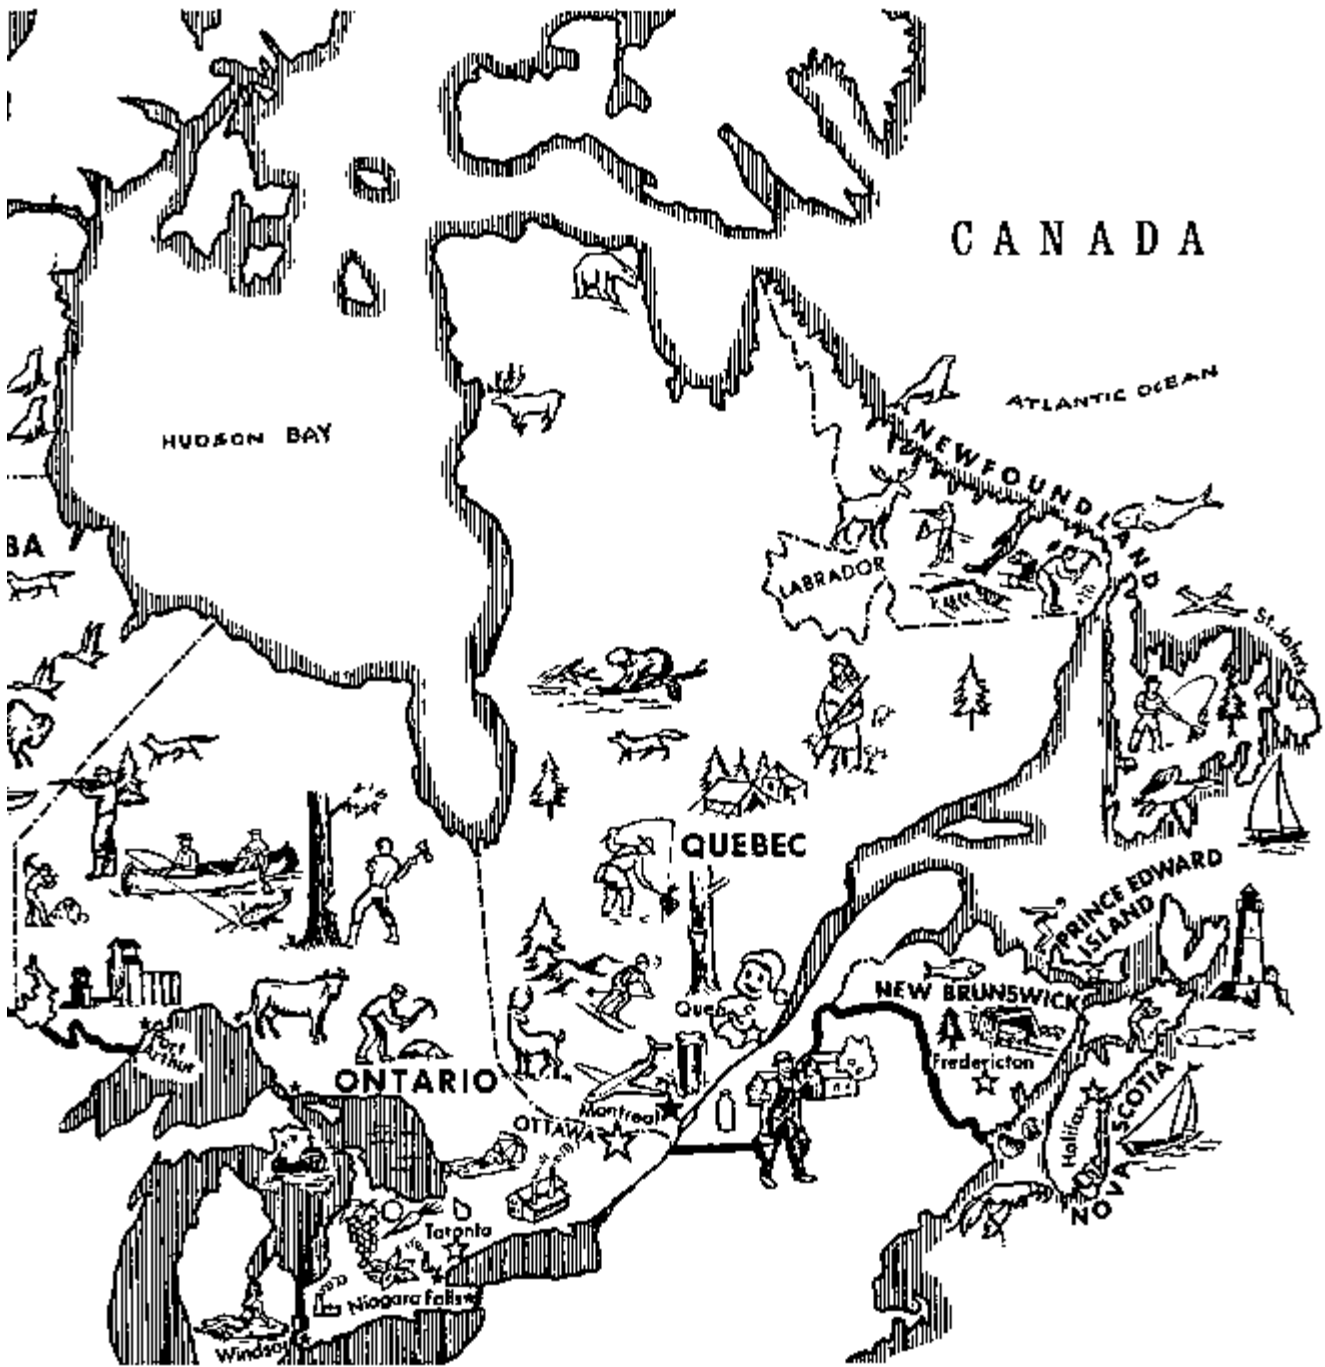 CANADA
ATLANTIC OCEAN
HUDSON BAY
NEWFOUNDLAND
BA
LABRADOR
St. John's
QUEBEC
PRINCE EDWARD
ISLAND
NEW BRUNSWICK
Fredericton
Port
Arthur
ONTARIO
Montreal
OTTAWA
Halifax
NOVA SCOTIA
Toronto
Niagara Falls
Windsor